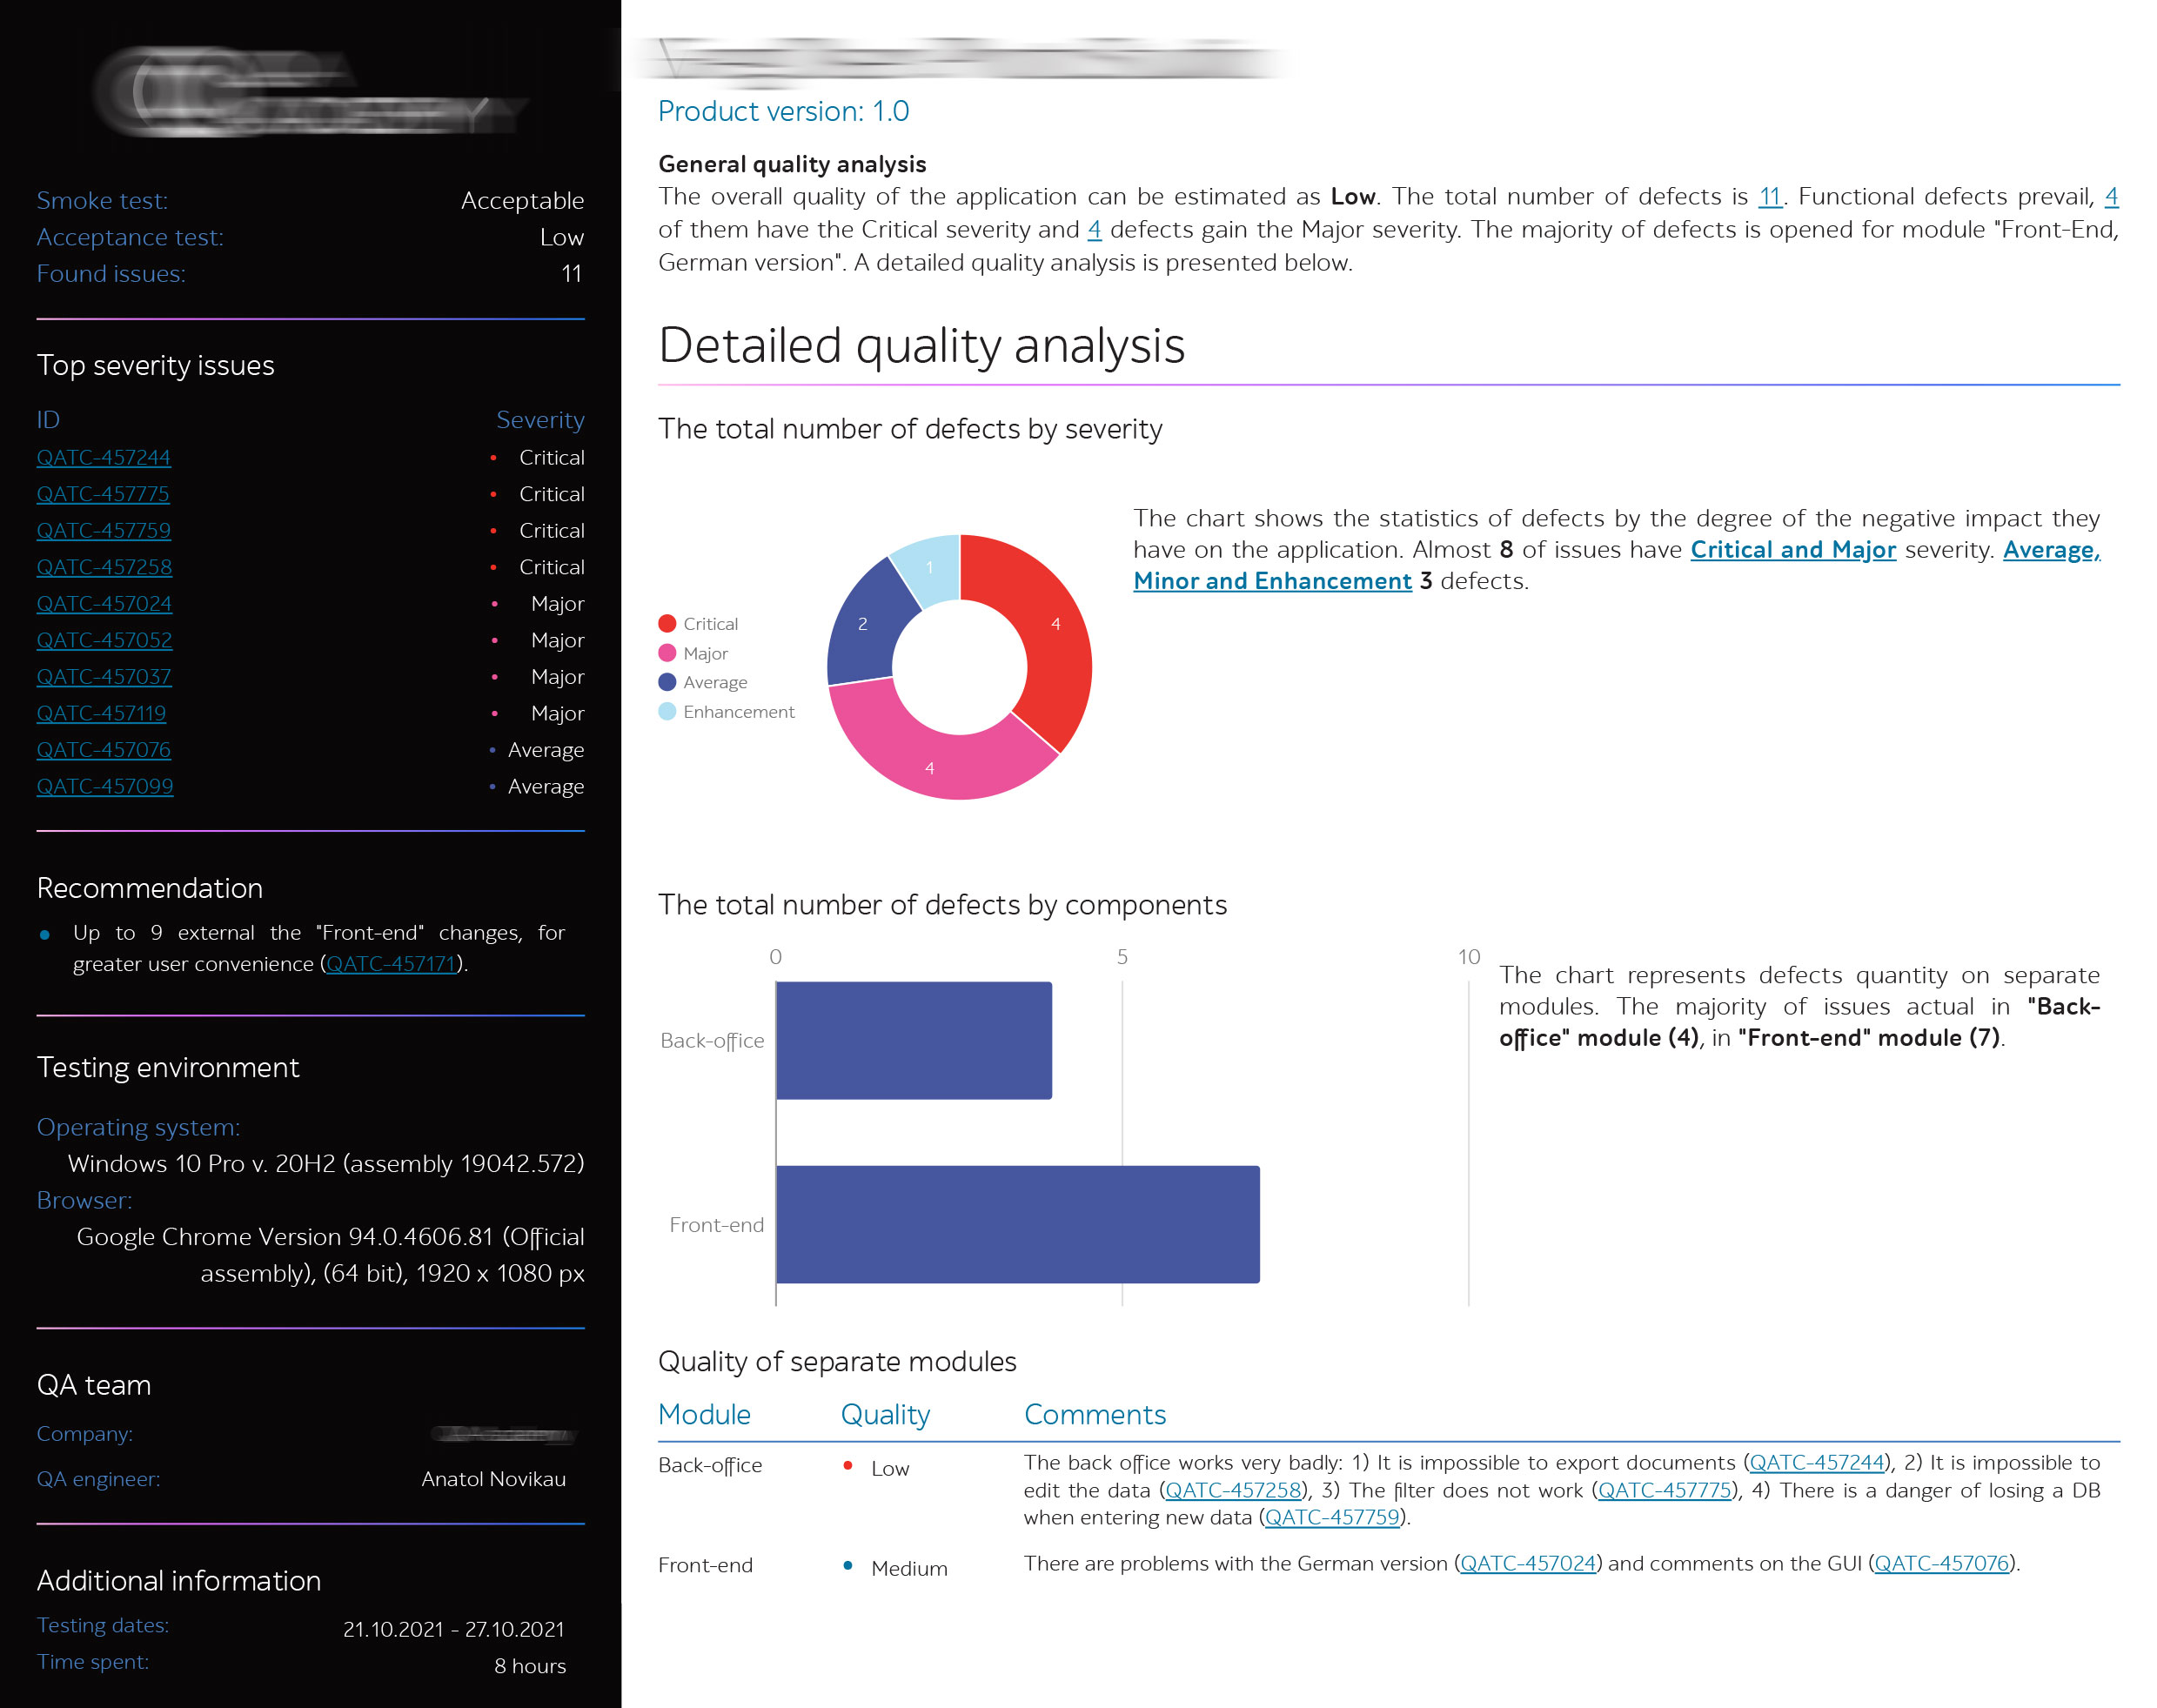 Smoke test: Acceptable
Acceptance test: Low
Found issues: 11
Top severity issues
ID Severity
QATC-457244 • Critical
QATC-457775 • Critical
QATC-457759 • Critical
QATC-457258 • Critical
QATC-457024 • Major
QATC-457052 • Major
QATC-457037 • Major
QATC-457119 • Major
QATC-457076 • Average
QATC-457099 • Average
Recommendation
• Up to 9 external the "Front-end" changes, for
greater user convenience (QATC-457171).
Testing environment
Operating system:
Windows 10 Pro v. 20H2 (assembly 19042.572)
Browser:
Google Chrome Version 94.0.4606.81 (Official
assembly), (64 bit), 1920 x 1080 px
QA team
Company:
QA engineer: Anatol Novikau
Additional information
Testing dates: 21.10.2021 - 27.10.2021
Time spent: 8 hours
Product version: 1.0
General quality analysis
The overall quality of the application can be estimated as Low. The total number of defects is 11. Functional defects prevail, 4
of them have the Critical severity and 4 defects gain the Major severity. The majority of defects is opened for module "Front-End,
German version". A detailed quality analysis is presented below.
Detailed quality analysis
The total number of defects by severity
Critical
Major
Average
Enhancement
1
2
4
4
The chart shows the statistics of defects by the degree of the negative impact they
have on the application. Almost 8 of issues have Critical and Major severity. Average,
Minor and Enhancement 3 defects.
The total number of defects by components
0 5 10
Back-office
Front-end
The chart represents defects quantity on separate
modules. The majority of issues actual in "Back-
office" module (4), in "Front-end" module (7).
Quality of separate modules
Module Quality Comments
Back-office • Low The back office works very badly: 1) It is impossible to export documents (QATC-457244), 2) It is impossible to
edit the data (QATC-457258), 3) The filter does not work (QATC-457775), 4) There is a danger of losing a DB
when entering new data (QATC-457759).
Front-end • Medium There are problems with the German version (QATC-457024) and comments on the GUI (QATC-457076).